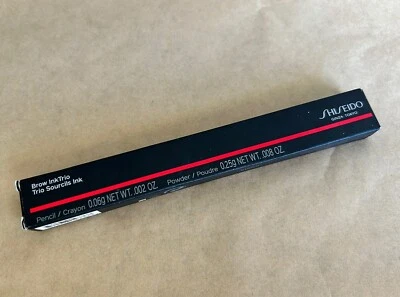 SHISEIDO
GINZA TOKYO
Brow InkTrio
Trio Sourcils Ink
Pencil / Crayon 0.06g NET WT. .002 OZ. Powder / Poudre 0.25g NET WT. .008 OZ.